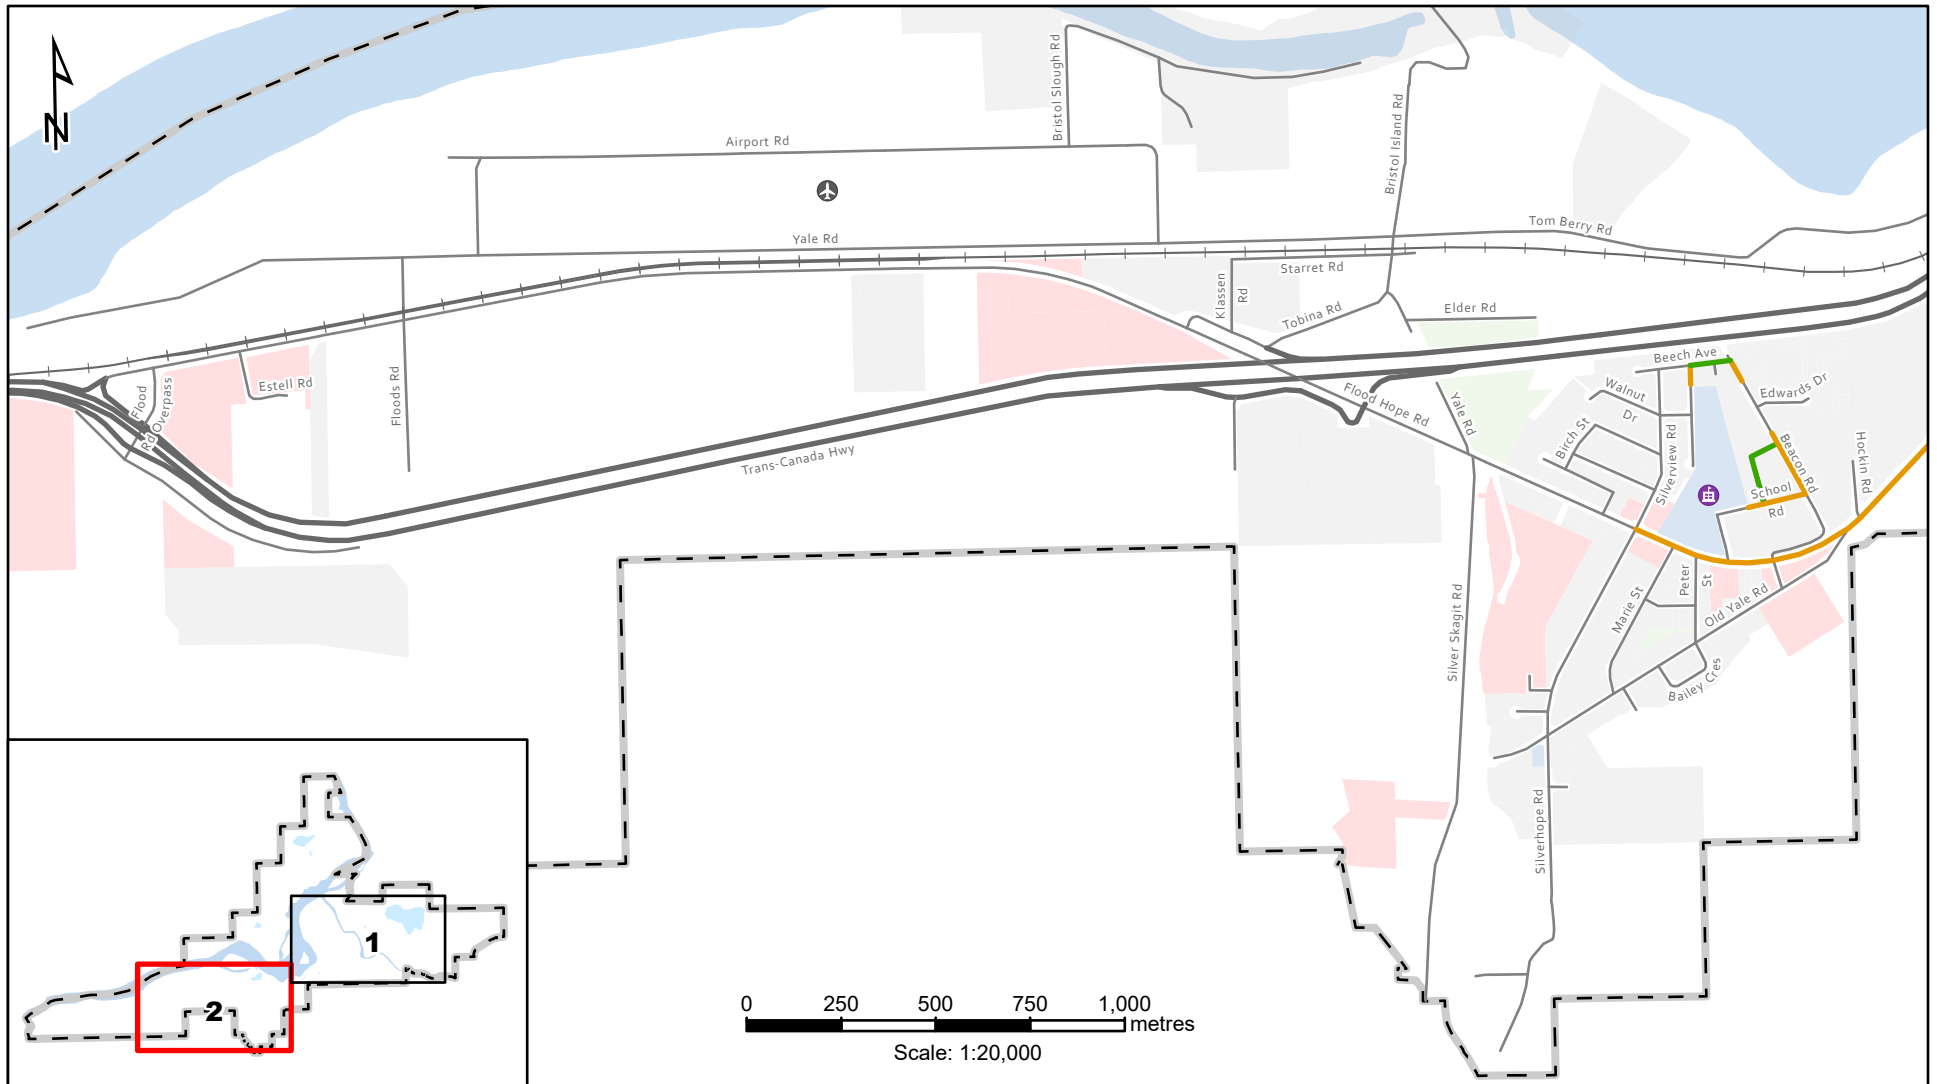 N
Airport Rd
Bristol Slough Rd
Bristol Island Rd
Tom Berry Rd
Yale Rd
Starret Rd
Klassen
Rd
Tobina Rd
Elder Rd
Beech Ave
Edwards Dr
Walnut
Dr
Birch St
Silverview Rd
Beacon Rd
Hockin Rd
School
Rd
Flood Hope Rd
Yale Rd
Estell Rd
Flood
Rd Overpass
Floods Rd
Trans-Canada Hwy
Silver Skagit Rd
Marie St
Peter
St
Old Yale Rd
Bailey Cres
Silverhope Rd
1
2
0 250 500 750 1,000
metres
Scale: 1:20,000